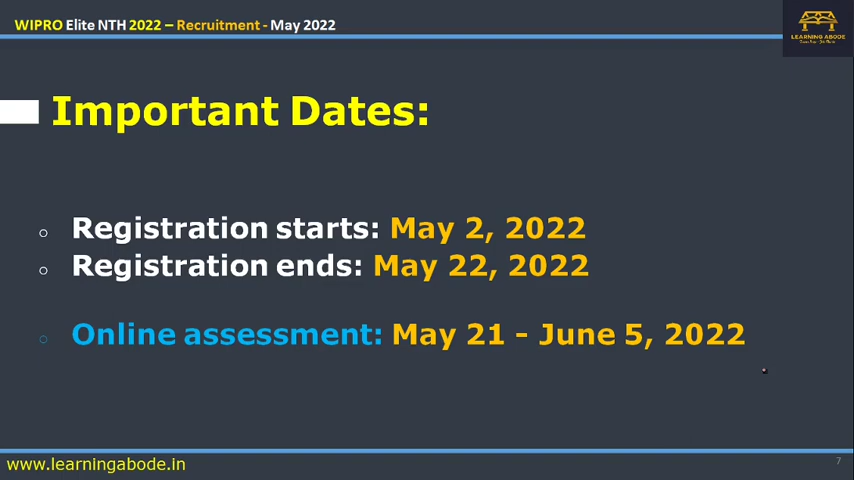 WIPRO Elite NTH 2022 – Recruitment - May 2022
LEARNING ABODE
Important Dates:
Registration starts: May 2, 2022
Registration ends: May 22, 2022
Online assessment: May 21 - June 5, 2022
www.learningabode.in
7